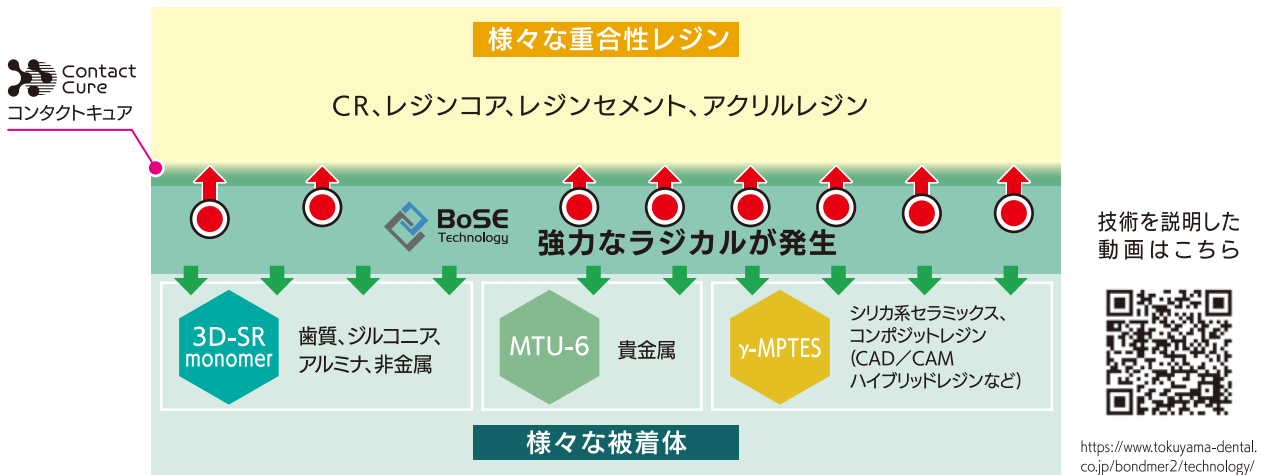 様々な重合性レジン
Contact
Cure
コンタクトキュア
CR、レジンコア、レジンセメント、アクリルレジン
BoSE
Technology
強力なラジカルが発生
技術を説明した
動画はこちら
3D-SR
monomer
歯質、ジルコニア、
アルミナ、非金属
MTU-6
貴金属
γ-MPTES
シリカ系セラミックス、
コンポジットレジン
(CAD／CAM
ハイブリッドレジンなど)
様々な被着体
https://www.tokuyama-dental.
co.jp/bondmer2/technology/